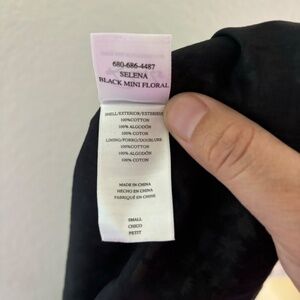 680-686-4487
SELENA
BLACK MINI FLORAL
SHELL/EXTERIOR/EXTERIEUR
100%COTTON
100% ALGODÓN
100% COTON
LINING/FORRO/DOUBLURE
100%COTTON
100% ALGODÓN
100% COTON
MADE IN CHINA
HECHO EN CHINA
FABRIQUÉ EN CHINE
SMALL
CHICO
PETIT